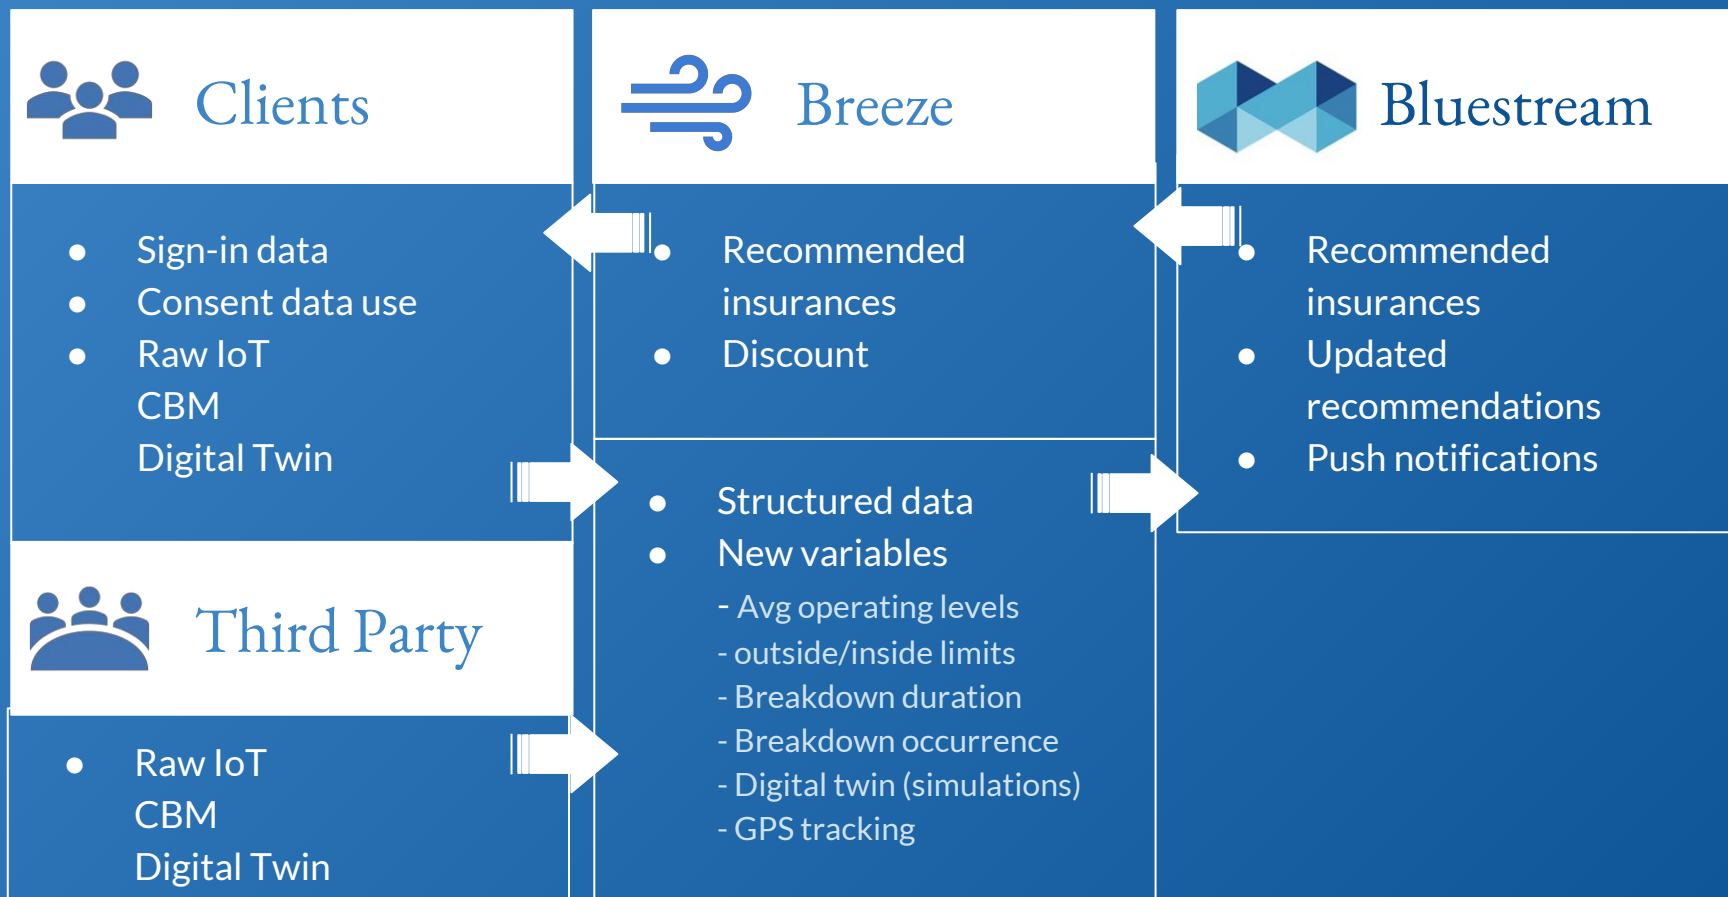 Clients
● Sign-in data
● Consent data use
● Raw IoT
CBM
Digital Twin
Third Party
● Raw IoT
CBM
Digital Twin
Breeze
● Recommended
insurances
● Discount
● Structured data
● New variables
- Avg operating levels
- outside/inside limits
- Breakdown duration
- Breakdown occurrence
- Digital twin (simulations)
- GPS tracking
Bluestream
● Recommended
insurances
● Updated
recommendations
● Push notifications